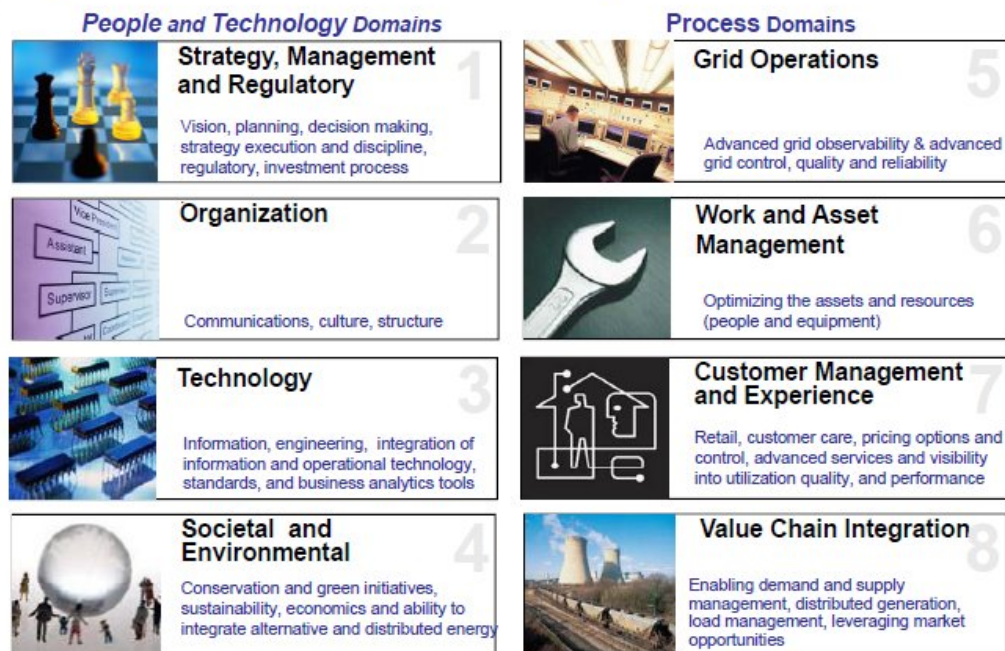 People and Technology Domains
Strategy, Management
and Regulatory
1
Vision, planning, decision making,
strategy execution and discipline,
regulatory, investment process
Organization
2
Vice President
Assistant
Supervisor
Communications, culture, structure
Technology
3
Information, engineering, integration of
information and operational technology,
standards, and business analytics tools
Societal and
Environmental
4
Conservation and green initiatives,
sustainability, economics and ability to
integrate alternative and distributed energy
Process Domains
Grid Operations
5
Advanced grid observability & advanced
grid control, quality and reliability
Work and Asset
Management
6
Optimizing the assets and resources
(people and equipment)
Customer Management
and Experience
7
Retail, customer care, pricing options and
control, advanced services and visibility
into utilization quality, and performance
Value Chain Integration
8
Enabling demand and supply
management, distributed generation,
load management, leveraging market
opportunities